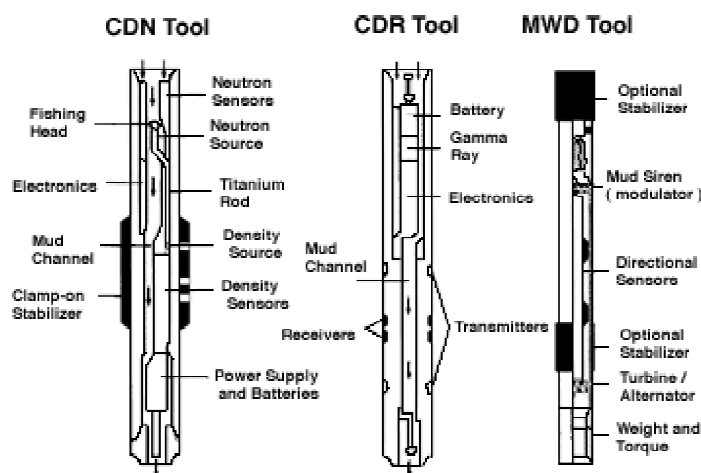 CDN Tool
Fishing
Head
Electronics
Mud
Channel
Clamp-on
Stabilizer
Neutron
Sensors
Neutron
Source
Titanium
Rod
Density
Source
Density
Sensors
Power Supply
and Batteries
CDR Tool
Battery
Gamma
Ray
Electronics
Mud
Channel
Receivers
Transmitters
MWD Tool
Optional
Stabilizer
Mud Siren
( modulator )
Directional
Sensors
Optional
Stabilizer
Turbine /
Alternator
Weight and
Torque